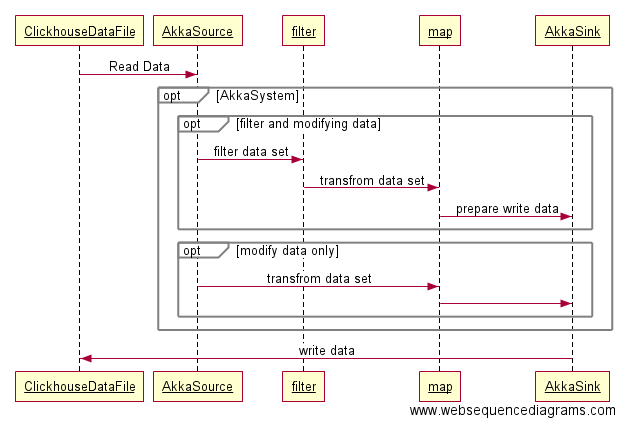 ClickhouseDataFile AkkaSource filter map AkkaSink
Read Data
opt [AkkaSystem]
opt [filter and modifying data]
filter data set
transfrom data set
prepare write data
opt [modify data only]
transfrom data set
write data
ClickhouseDataFile AkkaSource filter map AkkaSink
www.websequencediagrams.com